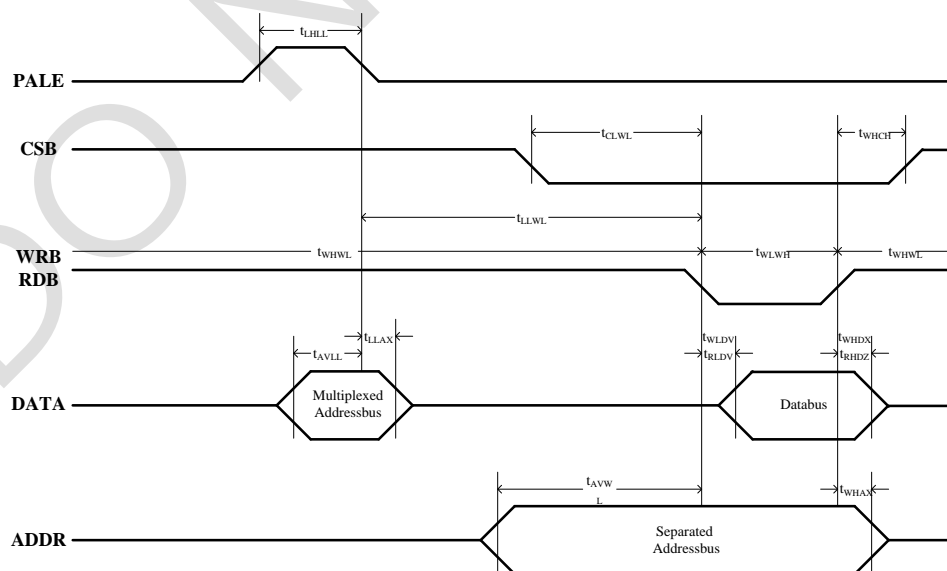 DO N
tLHLL
PALE
CSB
tCLWL
tWHCH
tLLWL
WRB
RDB
tWHWL
tWLWH
tWHWL
tAVLL
tLLAX
tWLDV
tRLDV
tWHDX
tRHDZ
DATA
Multiplexed
Addressbus
Databus
tAVW
L
tWHAX
ADDR
Separated
Addressbus